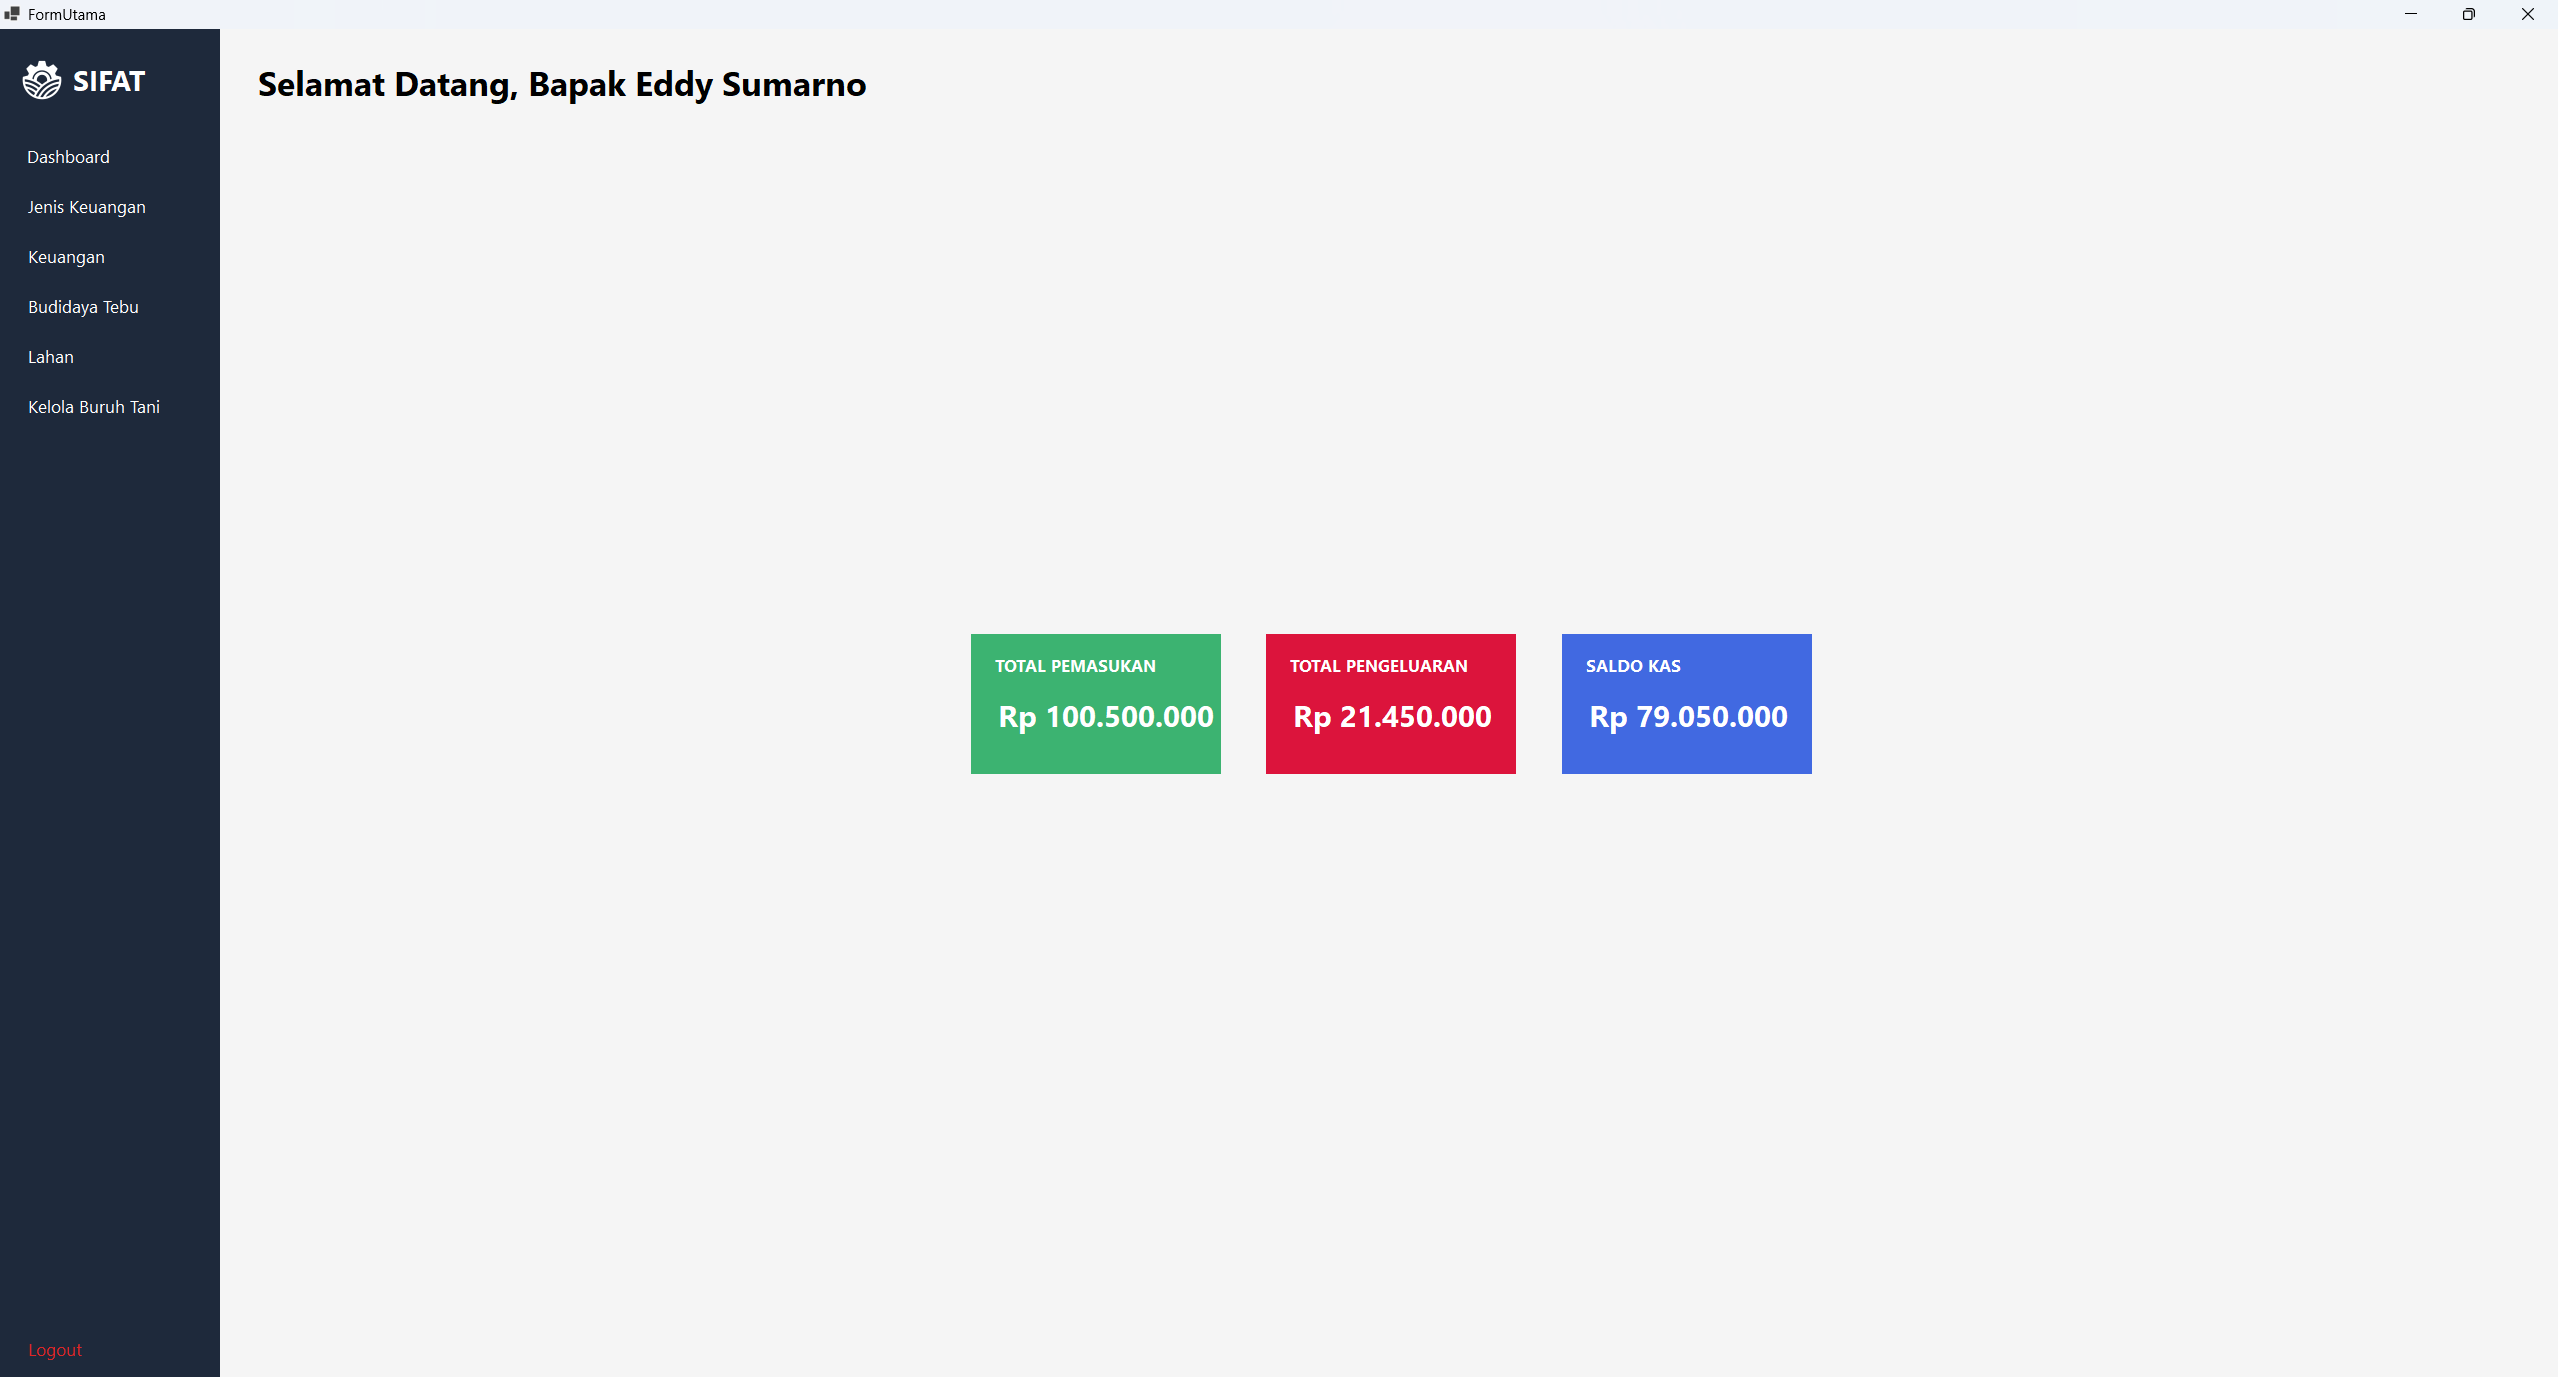 FormUtama
SIFAT
Dashboard
Jenis Keuangan
Keuangan
Budidaya Tebu
Lahan
Kelola Buruh Tani
Logout
Selamat Datang, Bapak Eddy Sumarno
TOTAL PEMASUKAN
Rp 100.500.000
TOTAL PENGELUARAN
Rp 21.450.000
SALDO KAS
Rp 79.050.000